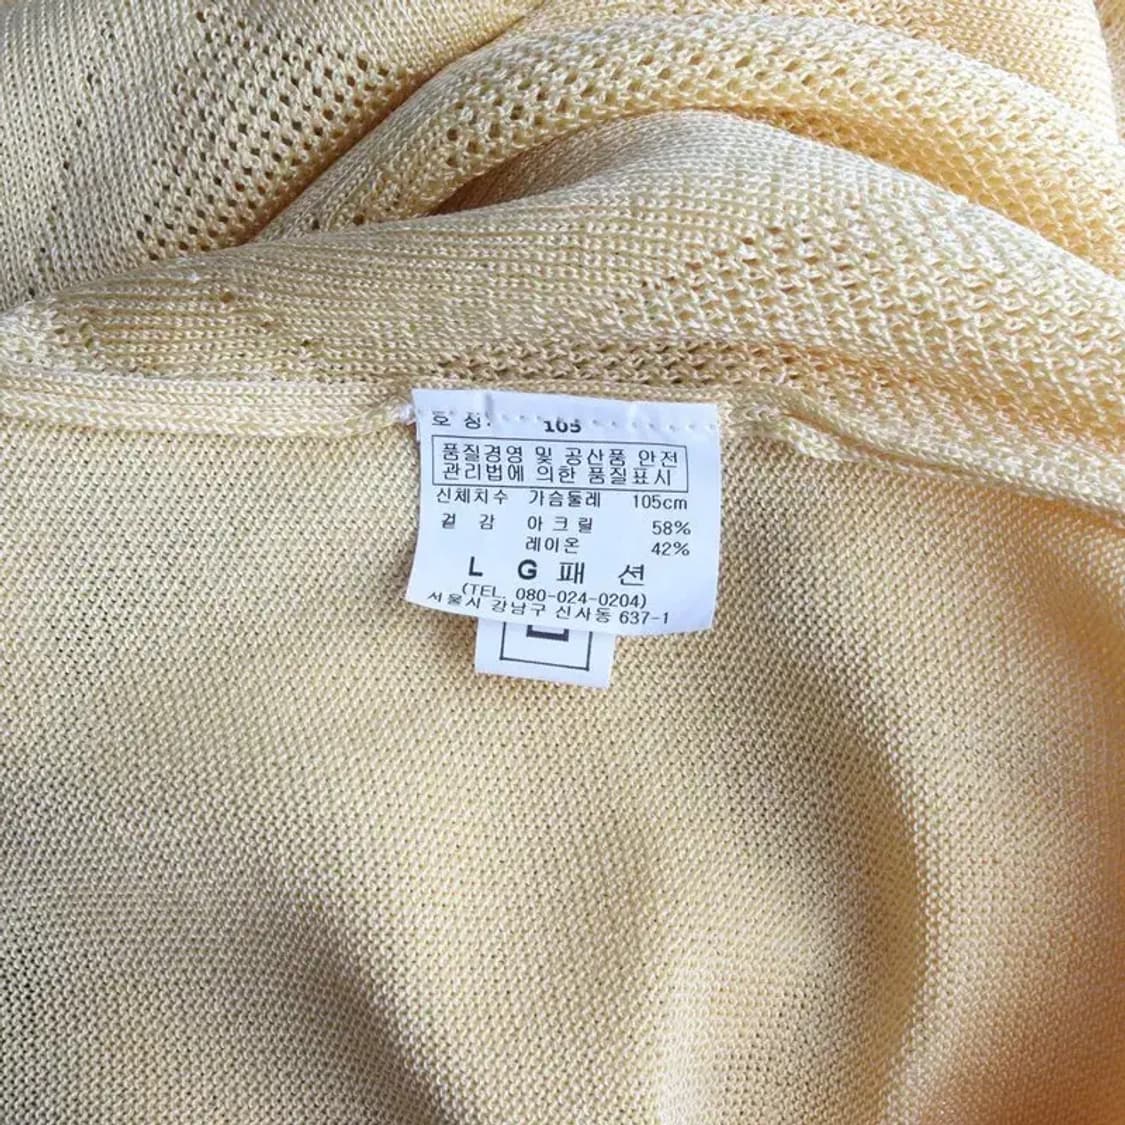 호 칭: 105
품질경영 및 공산품 안전
관리법에 의한 품질표시
신체치수 가슴둘레 105cm
겉 감 아크릴 58%
레이온 42%
L G 패 션
(TEL. 080-024-0204)
서울시 강남구 신사동 637-1